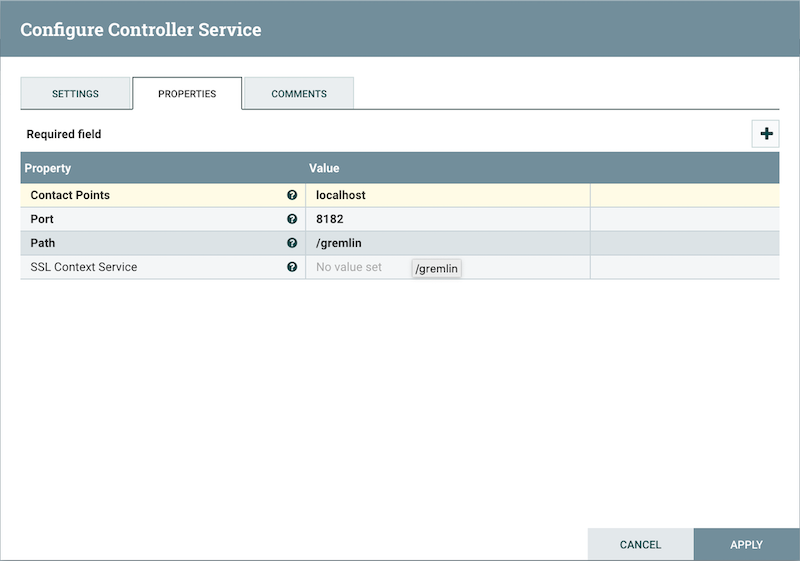 Configure Controller Service
SETTINGS PROPERTIES COMMENTS
Required field
Property Value
Contact Points localhost
Port 8182
Path /gremlin
SSL Context Service No value set /gremlin
CANCEL APPLY